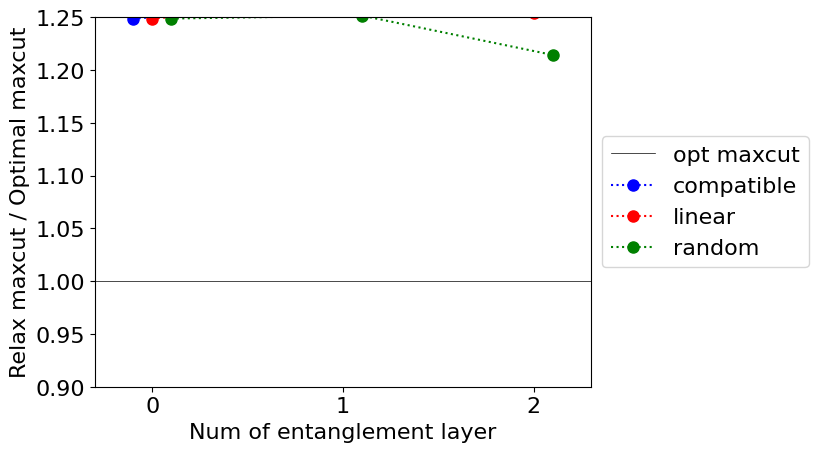 1.25
1.20
1.15
1.10
1.05
1.00
0.95
0.90
Relax maxcut / Optimal maxcut
0 1 2
Num of entanglement layer
opt maxcut
compatible
linear
random